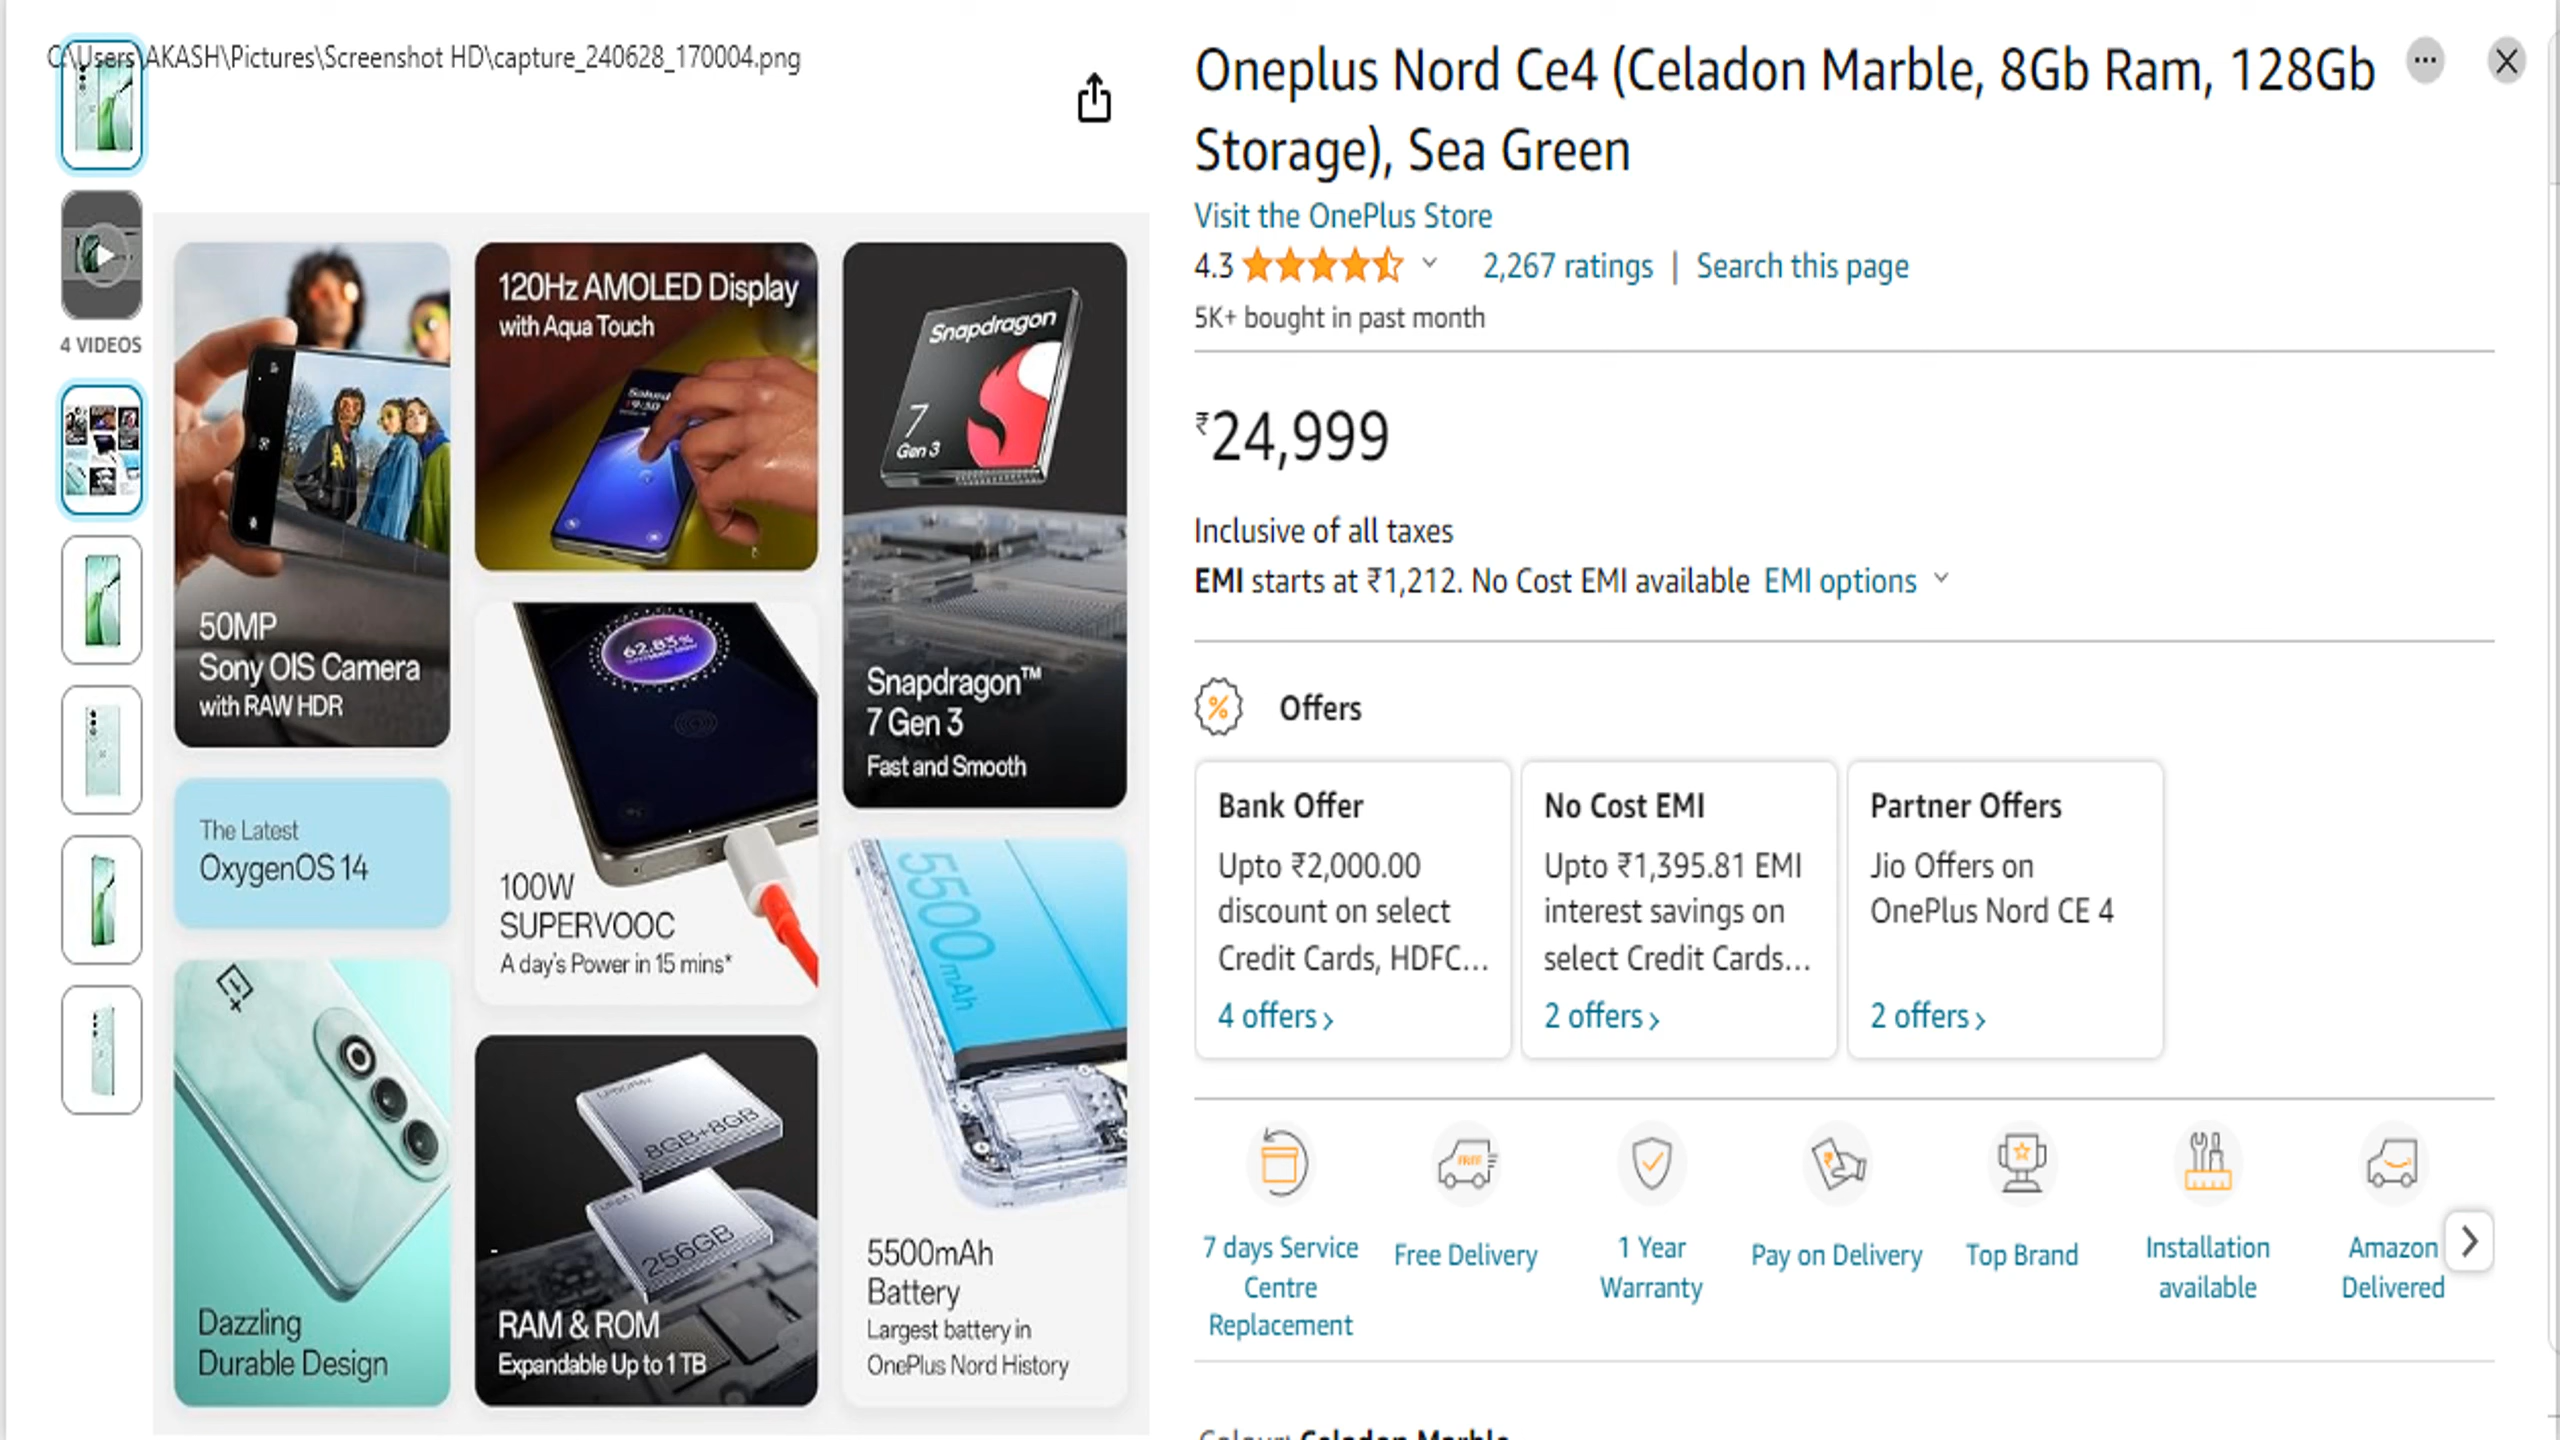 C:\Users\AKASH\Pictures\Screenshot HD\capture_240628_170004.png
4 VIDEOS
50MP
Sony OIS Camera
with RAW HDR
The Latest
OxygenOS 14
Dazzling
Durable Design
120Hz AMOLED Display
with Aqua Touch
62.83%
100W
SUPERVOOC
A day's Power in 15 mins*
8GB+8GB
256GB
RAM & ROM
Expandable Up to 1 TB
Snapdragon
7
Gen 3
Snapdragon™
7 Gen 3
Fast and Smooth
5500mAh
5500mAh
Battery
Largest battery in
OnePlus Nord History
Oneplus Nord Ce4 (Celadon Marble, 8Gb Ram, 128Gb
Storage), Sea Green
Visit the OnePlus Store
4.3
2,267 ratings | Search this page
5K+ bought in past month
₹24,999
Inclusive of all taxes
EMI starts at ₹1,212. No Cost EMI available EMI options
Offers
Bank Offer
Upto ₹2,000.00
discount on select
Credit Cards, HDFC...
4 offers ›
No Cost EMI
Upto ₹1,395.81 EMI
interest savings on
select Credit Cards...
2 offers ›
Partner Offers
Jio Offers on
OnePlus Nord CE 4
2 offers ›
7 days Service
Centre
Replacement
FREE
Free Delivery
1 Year
Warranty
Pay on Delivery
Top Brand
Installation
available
Amazon
Delivered
Colour: Celadon Marble